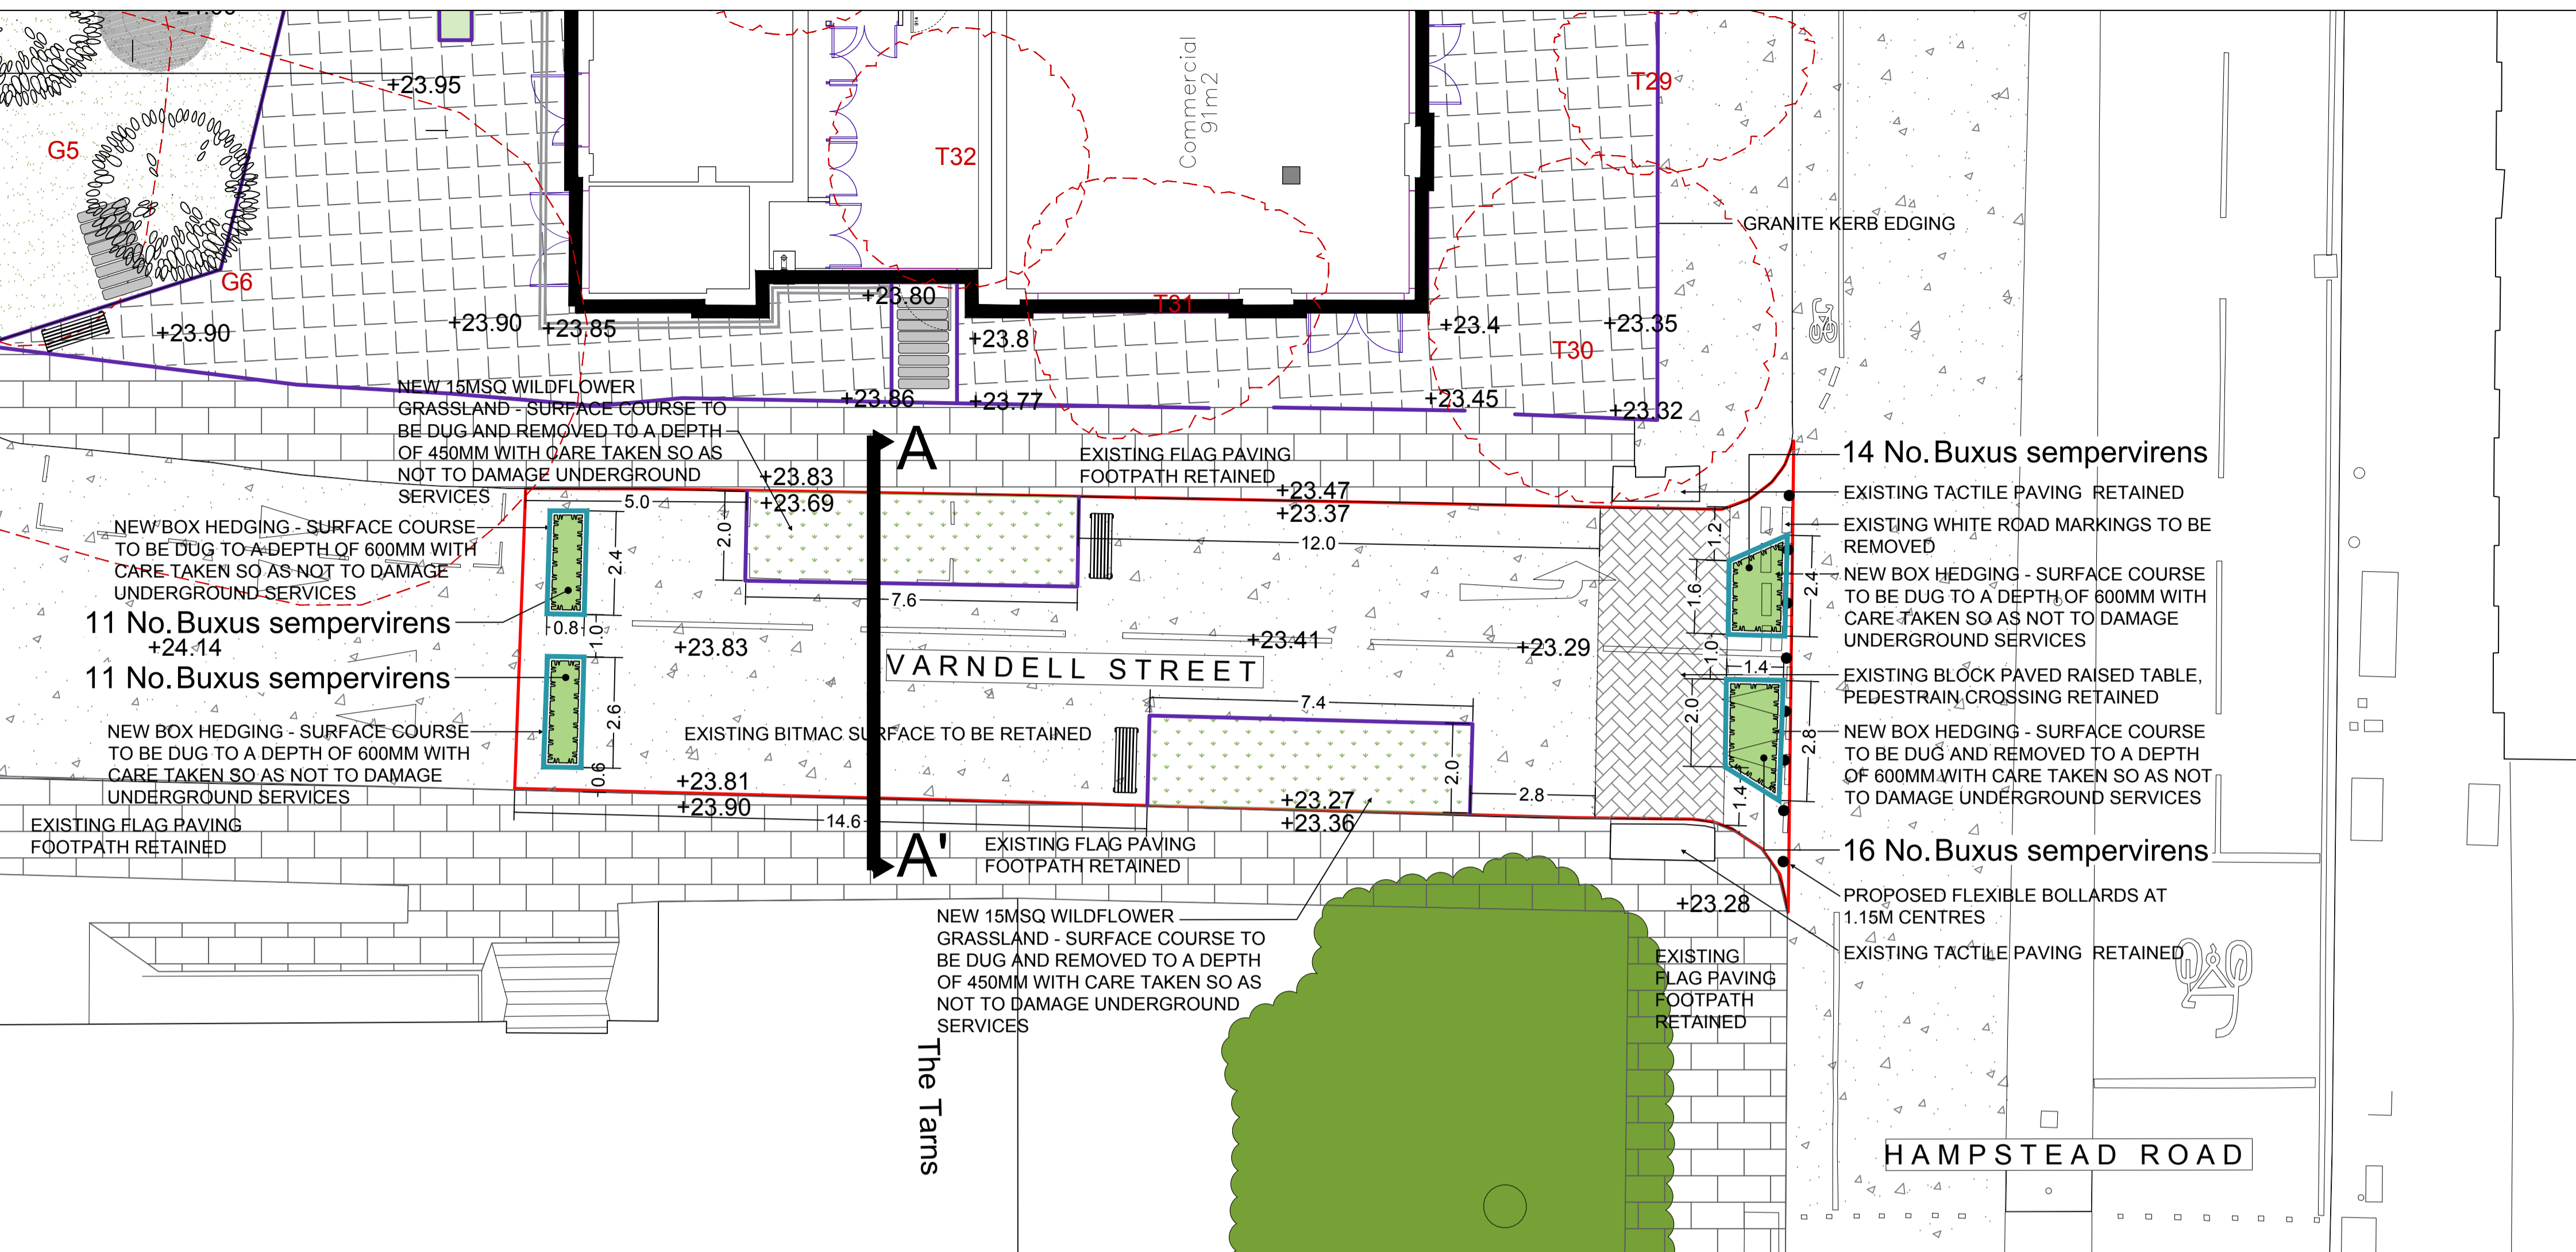 +23.95
G5
G6
T32
Commercial
91m2
T29
GRANITE KERB EDGING
T31
T30
+23.90
+23.90
+23.85
+23.80
+23.8
+23.4
+23.35
+23.86
+23.77
+23.45
+23.32
NEW 15MSQ WILDFLOWER
GRASSLAND - SURFACE COURSE TO
BE DUG AND REMOVED TO A DEPTH
OF 450MM WITH CARE TAKEN SO AS
NOT TO DAMAGE UNDERGROUND
SERVICES
A
EXISTING FLAG PAVING
FOOTPATH RETAINED
+23.83
+23.69
+23.47
+23.37
5.0
2.0
7.6
12.0
1.2
NEW BOX HEDGING - SURFACE COURSE
TO BE DUG TO A DEPTH OF 600MM WITH
CARE TAKEN SO AS NOT TO DAMAGE
UNDERGROUND SERVICES
11 No.Buxus sempervirens
+24.14
11 No.Buxus sempervirens
NEW BOX HEDGING - SURFACE COURSE
TO BE DUG TO A DEPTH OF 600MM WITH
CARE TAKEN SO AS NOT TO DAMAGE
UNDERGROUND SERVICES
EXISTING FLAG PAVING
FOOTPATH RETAINED
2.4
0.8
1.0
2.6
0.6
+23.83
+23.41
+23.29
VARNDELL STREET
EXISTING BITMAC SURFACE TO BE RETAINED
+23.81
+23.90
14.6
7.4
2.0
2.8
+23.27
+23.36
1.6
2.4
1.0
1.4
2.0
2.8
1.4
14 No.Buxus sempervirens
EXISTING TACTILE PAVING RETAINED
EXISTING WHITE ROAD MARKINGS TO BE
REMOVED
NEW BOX HEDGING - SURFACE COURSE
TO BE DUG TO A DEPTH OF 600MM WITH
CARE TAKEN SO AS NOT TO DAMAGE
UNDERGROUND SERVICES
EXISTING BLOCK PAVED RAISED TABLE,
PEDESTRAIN CROSSING RETAINED
NEW BOX HEDGING - SURFACE COURSE
TO BE DUG AND REMOVED TO A DEPTH
OF 600MM WITH CARE TAKEN SO AS NOT
TO DAMAGE UNDERGROUND SERVICES
16 No.Buxus sempervirens
PROPOSED FLEXIBLE BOLLARDS AT
1.15M CENTRES
EXISTING TACTILE PAVING RETAINED
A'
EXISTING FLAG PAVING
FOOTPATH RETAINED
+23.28
NEW 15MSQ WILDFLOWER
GRASSLAND - SURFACE COURSE TO
BE DUG AND REMOVED TO A DEPTH
OF 450MM WITH CARE TAKEN SO AS
NOT TO DAMAGE UNDERGROUND
SERVICES
EXISTING
FLAG PAVING
FOOTPATH
RETAINED
The Tarns
HAMPSTEAD ROAD